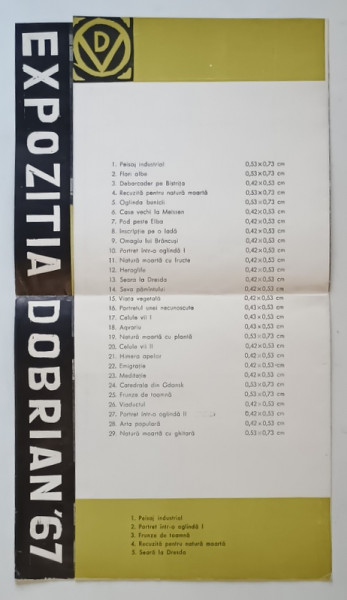 EXPOZITIA DOBRIAN'67
1. Peisaj industrial 0,53×0,73 cm
2. Flori albe 0,53×0,73 cm
3. Debarcader pe Bistrița 0,42×0,53 cm
4. Recuzită pentru natură moartă 0,53×0,73 cm
5. Oglinda bunicii 0,53×0,73 cm
6. Case vechi la Meissen 0,42×0,53 cm
7. Pod peste Elba 0,42×0,53 cm
8. Inscripție pe o ladă 0,42×0,53 cm
9. Omagiu lui Brâncuși 0,42×0,53 cm
10. Portret într-o oglindă I 0,42×0,53 cm
11. Natură moartă cu fructe 0,42×0,53 cm
12. Heraglife 0,42×0,53 cm
13. Seara la Dresda 0,42×0,53 cm
14. Seva pămîntului 0,42×0,53 cm
15. Viața vegetală 0,42×0,53 cm
16. Portretul unei necunoscute 0,43×0,53 cm
17. Celule vii I 0,43×0,53 cm
18. Acvariu 0,43×0,53 cm
19. Natură moartă cu plantă 0,53×0,73 cm
20. Celule vii II 0,42×0,53 cm
21. Himera apelor 0,42×0,53 cm
22. Emigrație 0,42×0,53 cm
23. Meditație 0,42×0,53 cm
24. Catedrala din Gdansk 0,53×0,73 cm
25. Frunze de toamnă 0,42×0,53 cm
26. Viaductul 0,42×0,53 cm
27. Portret într-o oglindă II 0,42×0,53 cm
28. Arta populară 0,42×0,53 cm
29. Natură moartă cu ghitară 0,53×0,73 cm
1. Peisaj industrial
2. Portret într-o oglindă I
3. Frunze de toamnă
4. Recuzită pentru natură moartă
5. Seară la Dresda